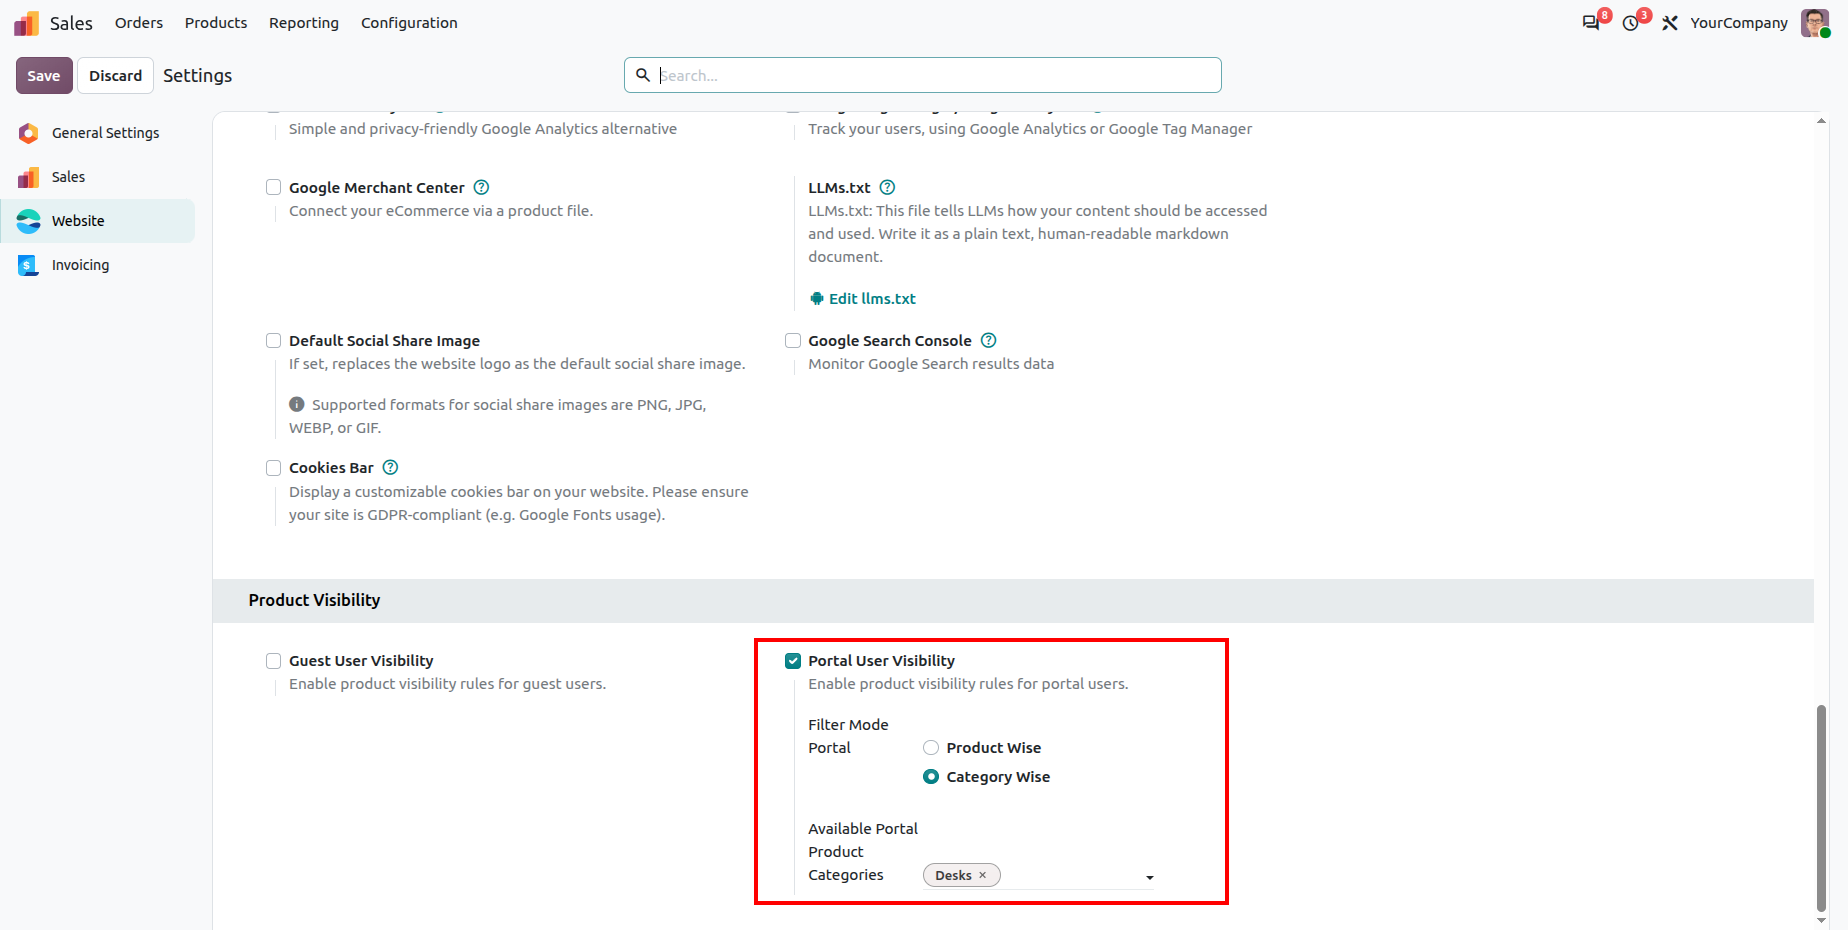 Sales Orders Products Reporting Configuration 8 3 YourCompany
Save Discard Settings Search...
General Settings
Sales
Website
Invoicing
Simple and privacy-friendly Google Analytics alternative
Track your users, using Google Analytics or Google Tag Manager
Google Merchant Center ?
Connect your eCommerce via a product file.
LLMs.txt ?
LLMs.txt: This file tells LLMs how your content should be accessed
and used. Write it as a plain text, human-readable markdown
document.
Edit llms.txt
Default Social Share Image
If set, replaces the website logo as the default social share image.
Supported formats for social share images are PNG, JPG,
WEBP, or GIF.
Google Search Console ?
Monitor Google Search results data
Cookies Bar ?
Display a customizable cookies bar on your website. Please ensure
your site is GDPR-compliant (e.g. Google Fonts usage).
Product Visibility
Guest User Visibility
Enable product visibility rules for guest users.
Portal User Visibility
Enable product visibility rules for portal users.
Filter Mode
Portal
Product Wise
Category Wise
Available Portal
Product
Categories
Desks ×